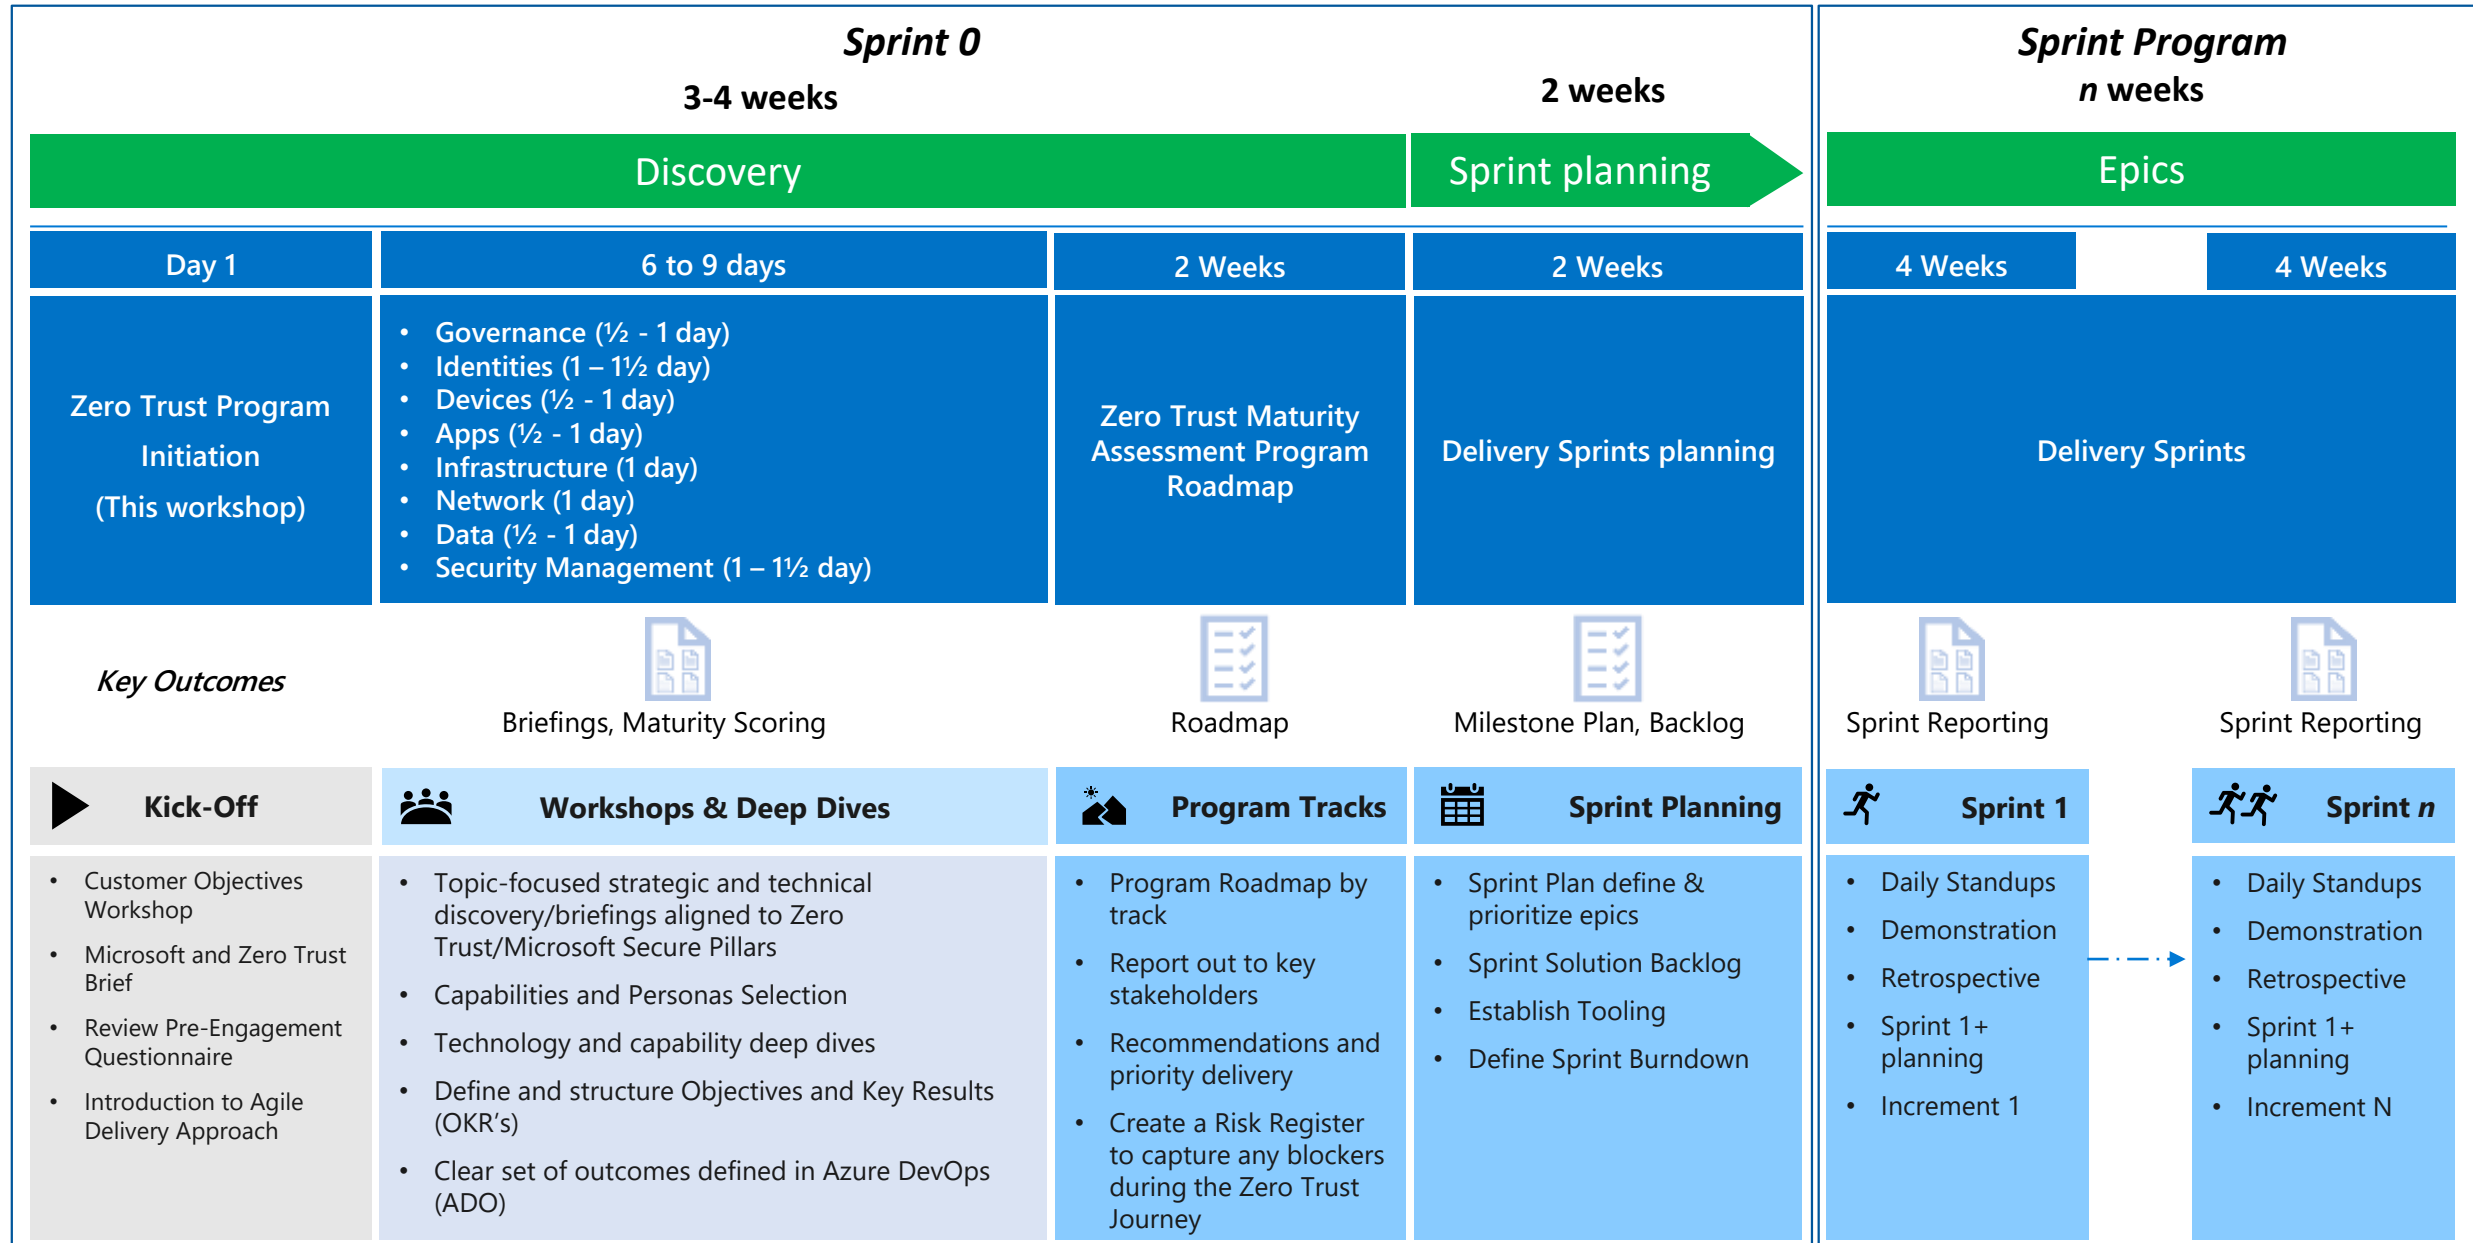 Sprint 0
3-4 weeks
2 weeks
Discovery
Sprint planning
Sprint Program
n weeks
Epics
Day 1
6 to 9 days
2 Weeks
2 Weeks
4 Weeks
4 Weeks
Zero Trust Program
Initiation
(This workshop)
• Governance (½ - 1 day)
• Identities (1 – 1½ day)
• Devices (½ - 1 day)
• Apps (½ - 1 day)
• Infrastructure (1 day)
• Network (1 day)
• Data (½ - 1 day)
• Security Management (1 – 1½ day)
Zero Trust Maturity
Assessment Program
Roadmap
Delivery Sprints planning
Delivery Sprints
Key Outcomes
Briefings, Maturity Scoring
Roadmap
Milestone Plan, Backlog
Sprint Reporting
Sprint Reporting
Kick-Off
• Customer Objectives
Workshop
• Microsoft and Zero Trust
Brief
• Review Pre-Engagement
Questionnaire
• Introduction to Agile
Delivery Approach
Workshops & Deep Dives
• Topic-focused strategic and technical
discovery/briefings aligned to Zero
Trust/Microsoft Secure Pillars
• Capabilities and Personas Selection
• Technology and capability deep dives
• Define and structure Objectives and Key Results
(OKR's)
• Clear set of outcomes defined in Azure DevOps
(ADO)
Program Tracks
• Program Roadmap by
track
• Report out to key
stakeholders
• Recommendations and
priority delivery
• Create a Risk Register
to capture any blockers
during the Zero Trust
Journey
Sprint Planning
• Sprint Plan define &
prioritize epics
• Sprint Solution Backlog
• Establish Tooling
• Define Sprint Burndown
Sprint 1
• Daily Standups
• Demonstration
• Retrospective
• Sprint 1+
planning
• Increment 1
Sprint n
• Daily Standups
• Demonstration
• Retrospective
• Sprint 1+
planning
• Increment N